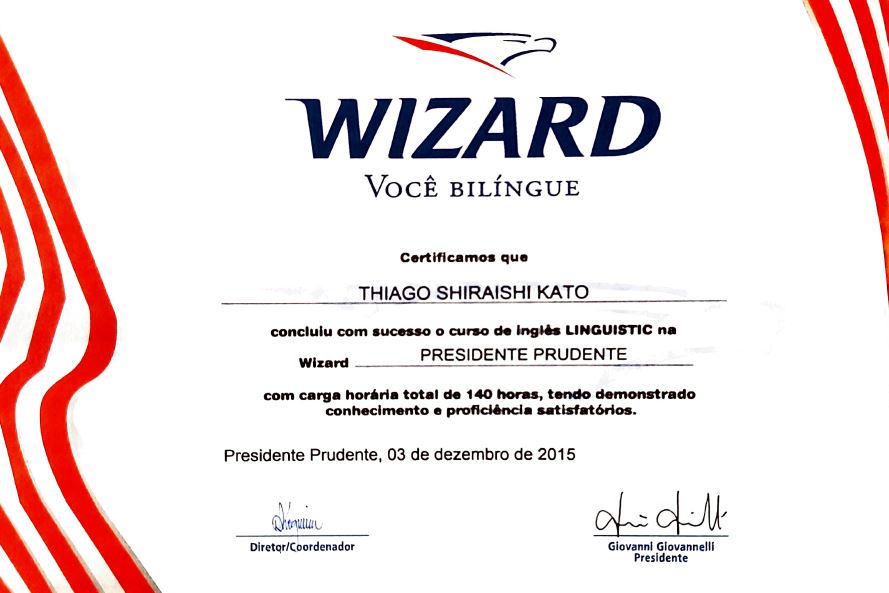 WIZARD
VOCÊ BILÍNGUE
Certificamos que
THIAGO SHIRAISHI KATO
concluiu com sucesso o curso de inglês LINGUISTIC na
Wizard PRESIDENTE PRUDENTE
com carga horária total de 140 horas, tendo demonstrado
conhecimento e proficiência satisfatórios.
Presidente Prudente, 03 de dezembro de 2015
Diretor/Coordenador
Giovanni Giovannelli
Presidente